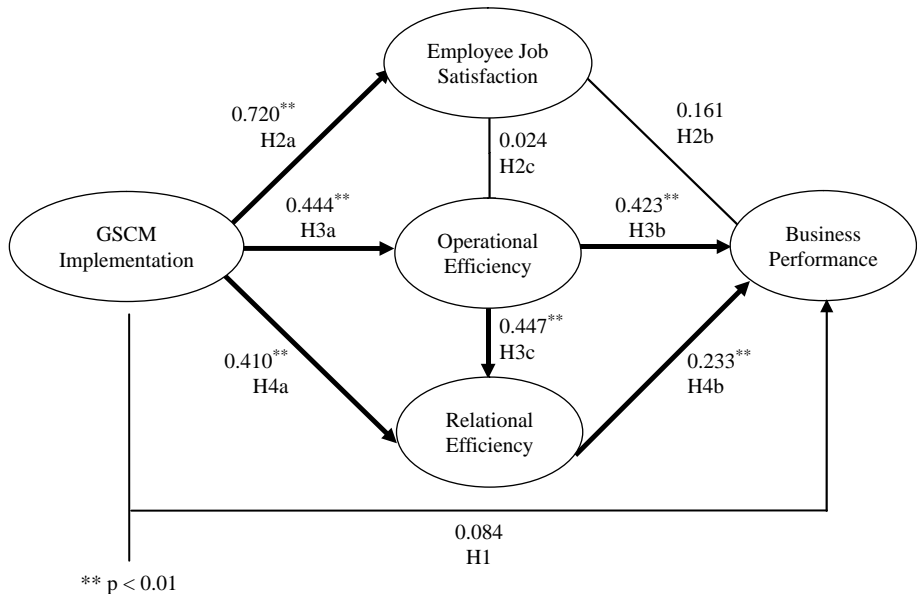 Employee Job
Satisfaction
0.720**
H2a
0.161
H2b
0.024
H2c
GSCM
Implementation
0.444**
H3a
Operational
Efficiency
0.423**
H3b
Business
Performance
0.447**
H3c
0.410**
H4a
0.233**
H4b
Relational
Efficiency
0.084
H1
** p < 0.01